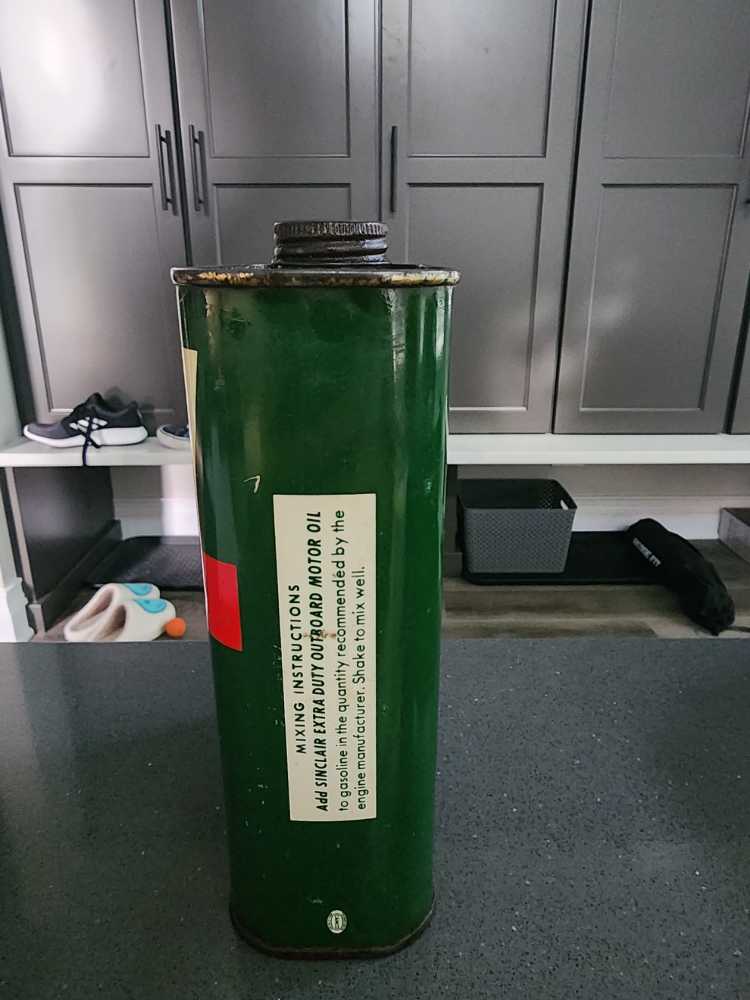 MIXING INSTRUCTIONS
Add SINCLAIR EXTRA DUTY OUTBOARD MOTOR OIL
to gasoline in the quantity recommended by the
engine manufacturer. Shake to mix well.